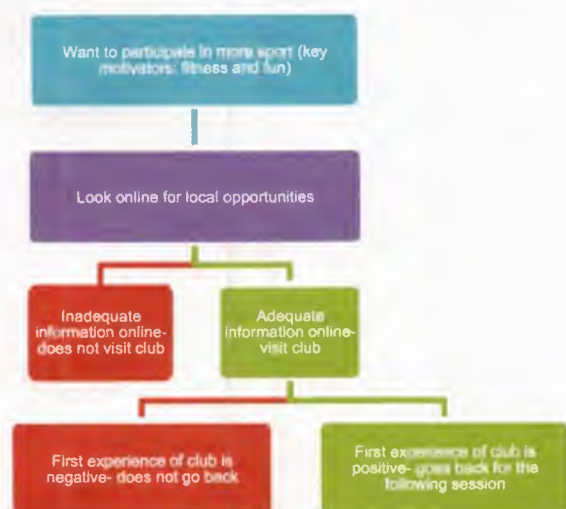 Want to participate in more sport (key
motivators: fitness and fun)
Look online for local opportunities
Inadequate
information online-
does not visit club
Adequate
information online-
visit club
First experience of club is
negative- does not go back
First experience of club is
positive- goes back for the
following session